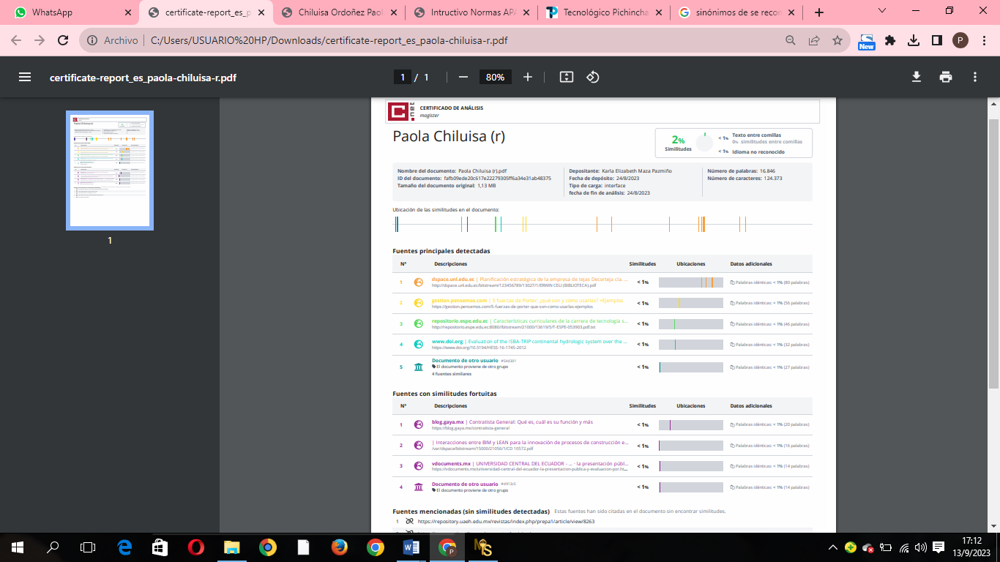 WhatsApp
certificate-report_es_p
Chiluisa Ordoñez Paol
Intructivo Normas APA
Tecnológico Pichincha
sinónimos de se recon
Archivo
C:/Users/USUARIO%20HP/Downloads/certificate-report_es_paola-chiluisa-r.pdf
New
P
certificate-report_es_paola-chiluisa-r.pdf
1 / 1
80%
1
C .net
CERTIFICADO DE ANÁLISIS
magister
Paola Chiluisa (r)
2%
Similitudes
< 1% Texto entre comillas
0% similitudes entre comillas
< 1% Idioma no reconocido
Nombre del documento: Paola Chiluisa (r).pdf
ID del documento: fafb09ede20c617e22279305ff6a34e31ab48375
Tamaño del documento original: 1,13 MB
Depositante: Karla Elizabeth Maza Pazmiño
Fecha de depósito: 24/8/2023
Tipo de carga: interface
fecha de fin de análisis: 24/8/2023
Número de palabras: 16.846
Número de caracteres: 124.373
Ubicación de las similitudes en el documento:
Fuentes principales detectadas
N° Descripciones Similitudes Ubicaciones Datos adicionales
1 dspace.unl.edu.ec | Planificación estratégica de la empresa de tejas Decorteja cia. ... < 1% Palabras idénticas: < 1% (80 palabras)
http://dspace.unl.edu.ec/bitstream/123456789/13027/1/ERWIN CELI (BIBLIOTECA).pdf
2 gestion.pensemos.com | 5 fuerzas de Porter: ¿qué son y cómo usarlas? +Ejemplos < 1% Palabras idénticas: < 1% (56 palabras)
https://gestion.pensemos.com/5-fuerzas-de-porter-que-son-como-usarlas-ejemplos
3 repositorio.espe.edu.ec | Características curriculares de la carrera de tecnología s... < 1% Palabras idénticas: < 1% (46 palabras)
http://repositorio.espe.edu.ec:8080/bitstream/21000/13619/5/T-ESPE-053903.pdf.txt
4 www.doi.org | Evaluation of the ISBA-TRIP continental hydrologic system over the ... < 1% Palabras idénticas: < 1% (32 palabras)
https://www.doi.org/10.5194/HESS-16-1745-2012
5 Documento de otro usuario #54d301 < 1% Palabras idénticas: < 1% (27 palabras)
El documento proviene de otro grupo
4 fuentes similares
Fuentes con similitudes fortuitas
N° Descripciones Similitudes Ubicaciones Datos adicionales
1 blog.gaya.mx | Contratista General: Qué es, cuál es su función y más < 1% Palabras idénticas: < 1% (20 palabras)
https://blog.gaya.mx/contratista-general
2 | Interacciones entre BIM y LEAN para la innovación de procesos de construcción e... < 1% Palabras idénticas: < 1% (16 palabras)
/var/dspace/bitstream/15000/21056/1/CD 10572.pdf
3 vdocuments.mx | UNIVERSIDAD CENTRAL DEL ECUADOR - ... · la presentación públi... < 1% Palabras idénticas: < 1% (14 palabras)
https://vdocuments.mx/universidad-central-del-ecuador-la-presentacion-publica-y-evaluacion-por.ht...
4 Documento de otro usuario #d913c5 < 1% Palabras idénticas: < 1% (14 palabras)
El documento proviene de otro grupo
Fuentes mencionadas (sin similitudes detectadas) Estas fuentes han sido citadas en el documento sin encontrar similitudes.
1 https://repository.uaeh.edu.mx/revistas/index.php/prepa1/article/view/8263
17:12
13/9/2023